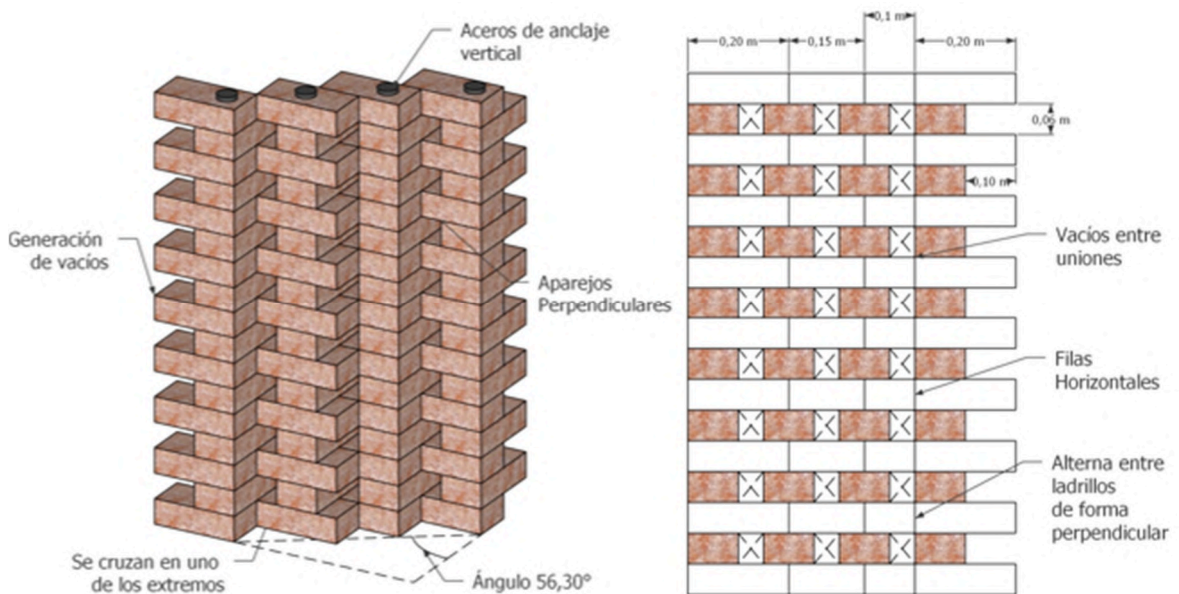 Aceros de anclaje
vertical
Generación
de vacíos
Aparejos
Perpendiculares
Se cruzan en uno
de los extremos
Ángulo 56,30°
0,1 m
0,20 m
0,15 m
0,20 m
0,06 m
0,10 m
Vacíos entre
uniones
Filas
Horizontales
Alterna entre
ladrillos
de forma
perpendicular